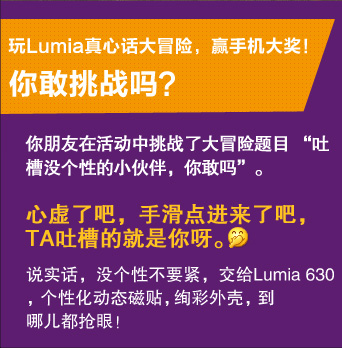 玩Lumia真心话大冒险，赢手机大奖！
你敢挑战吗？
你朋友在活动中挑战了大冒险题目 “吐
槽没个性的小伙伴，你敢吗”。
心虚了吧，手滑点进来了吧，
TA吐槽的就是你呀。
说实话，没个性不要紧，交给Lumia 630
，个性化动态磁贴，绚彩外壳，到
哪儿都抢眼！